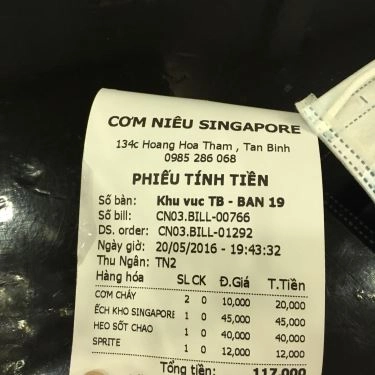 CƠM NIÊU SINGAPORE
134c Hoang Hoa Tham , Tan Binh
0985 286 068
PHIẾU TÍNH TIỀN
Số bàn: Khu vuc TB - BAN 19
Số bill: CN03.BILL-00766
DS. order: CN03.BILL-01292
Ngày giờ: 20/05/2016 - 19:43:32
Thu Ngân: TN2
Hàng hóa SL CK Đ.Giá T.Tiền
CƠM CHÁY 2 0 10,000 20,000
ẾCH KHO SINGAPORE 1 0 45,000 45,000
HEO SỐT CHAO 1 0 40,000 40,000
SPRITE 1 0 12,000 12,000
Tổng tiền: 117,000